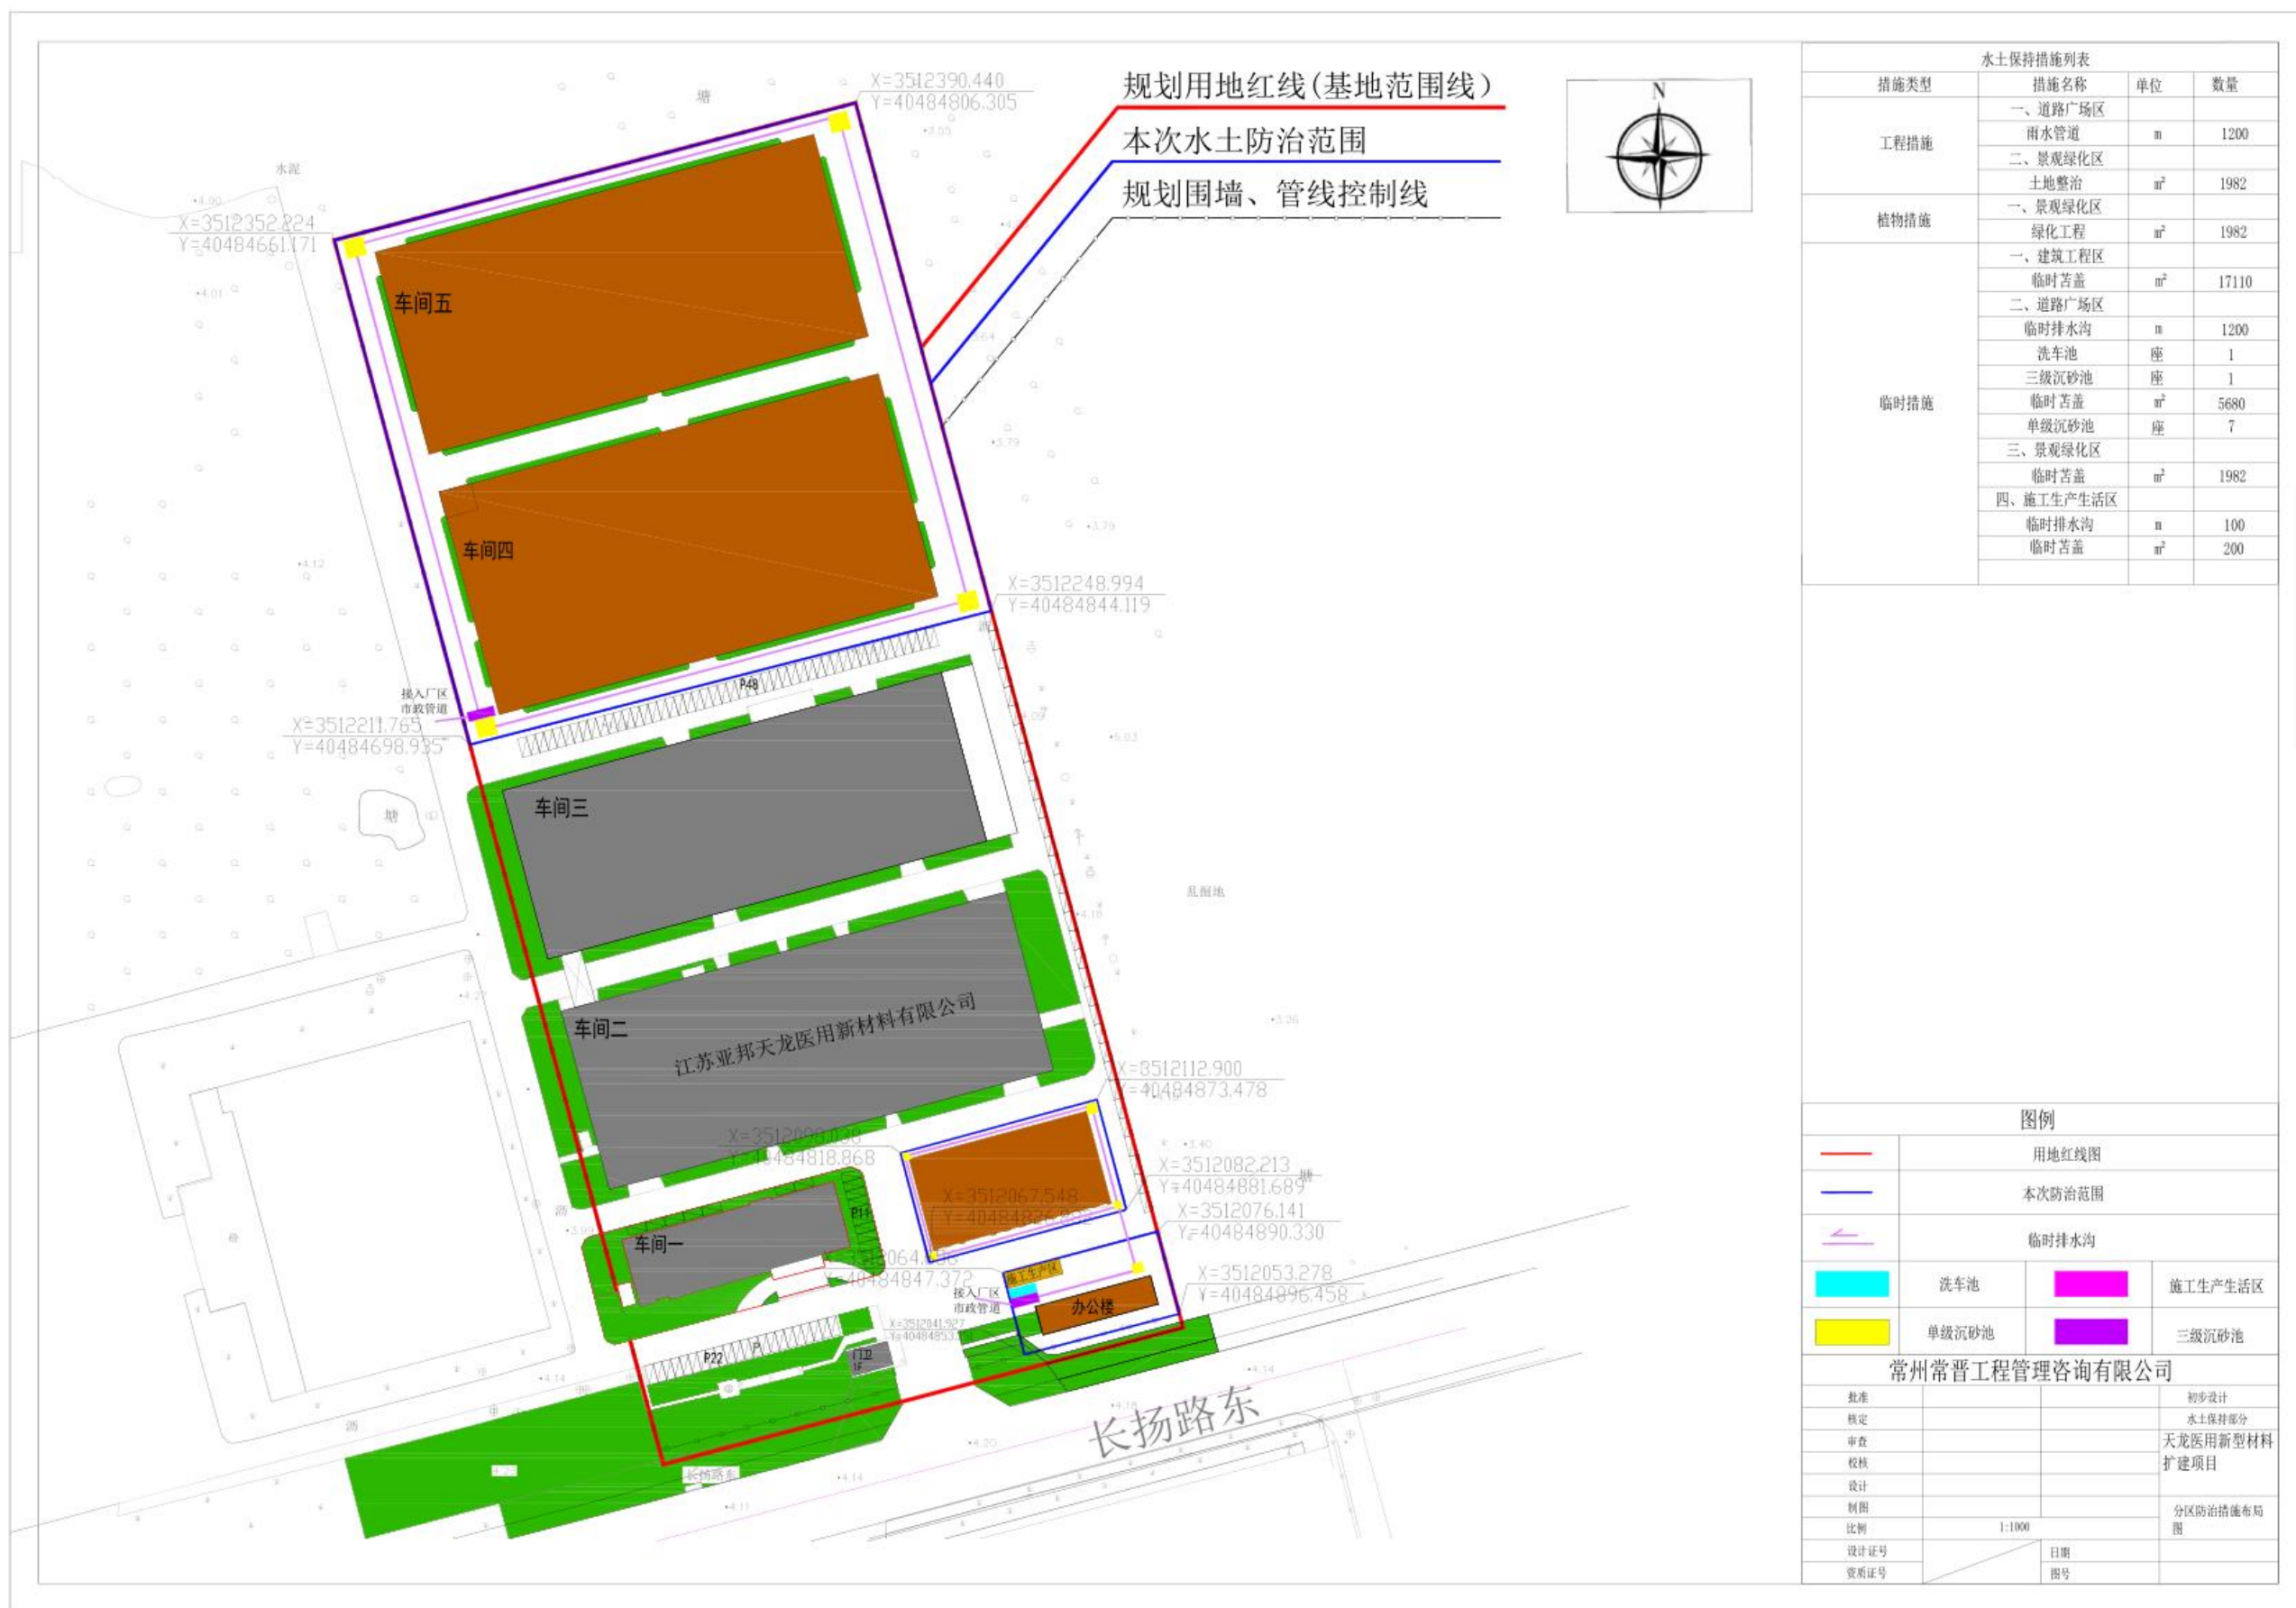 X=3512390.440
Y=40484806.305
规划用地红线(基地范围线)
本次水土防治范围
规划围墙、管线控制线
N
塘
水泥
X=3512352.224
Y=40484661.171
车间五
车间四
X=3512248.994
Y=40484844.119
接入厂区
市政管道
X=3512211.765
Y=40484698.935
P48
车间三
塘
乱掘地
车间二
江苏亚邦天龙医用新材料有限公司
X=3512112.900
Y=40484873.478
Y=40484818.868
X=3512082.213
Y=40484881.689
塘
X=3512067.548
X=3512076.141
Y=40484890.330
P11
车间一
Y=40484847.372
施工生产区
X=3512053.278
Y=40484896.458
接入厂区
市政管道
办公楼
X=3512041.927
门卫
1F
P22
长扬路东
长扬路东
沥
水土保持措施列表
措施类型 措施名称 单位 数量
工程措施
一、道路广场区
雨水管道 m 1200
二、景观绿化区
土地整治 m² 1982
植物措施
一、景观绿化区
绿化工程 m² 1982
临时措施
一、建筑工程区
临时苫盖 m² 17110
二、道路广场区
临时排水沟 m 1200
洗车池 座 1
三级沉砂池 座 1
临时苫盖 m² 5680
单级沉砂池 座 7
三、景观绿化区
临时苫盖 m² 1982
四、施工生产生活区
临时排水沟 m 100
临时苫盖 m² 200
图例
用地红线图
本次防治范围
临时排水沟
洗车池 施工生产生活区
单级沉砂池 三级沉砂池
常州常晋工程管理咨询有限公司
批准 初步设计
核定 水土保持部分
审查 天龙医用新型材料
校核 扩建项目
设计
制图 分区防治措施布局
比例 1:1000 图
设计证号 日期
资质证号 图号